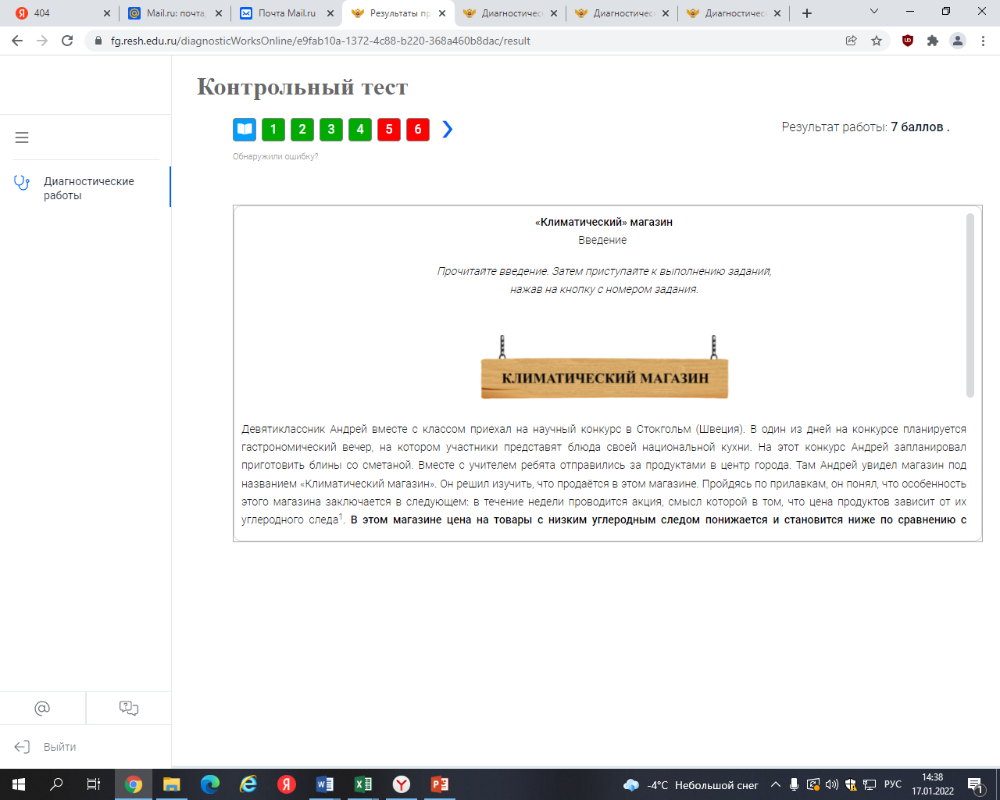 404
Mail.ru: почта,
Почта Mail.ru
Результаты пр
Диагностичес
Диагностичес
Диагностичес
fg.resh.edu.ru/diagnosticWorksOnline/e9fab10a-1372-4c88-b220-368a460b8dac/result
Контрольный тест
1 2 3 4 5 6
Результат работы: 7 баллов .
Обнаружили ошибку?
Диагностические
работы
«Климатический» магазин
Введение
Прочитайте введение. Затем приступайте к выполнению заданий,
нажав на кнопку с номером задания.
КЛИМАТИЧЕСКИЙ МАГАЗИН
Девятиклассник Андрей вместе с классом приехал на научный конкурс в Стокгольм (Швеция). В один из дней на конкурсе планируется
гастрономический вечер, на котором участники представят блюда своей национальной кухни. На этот конкурс Андрей запланировал
приготовить блины со сметаной. Вместе с учителем ребята отправились за продуктами в центр города. Там Андрей увидел магазин под
названием «Климатический магазин». Он решил изучить, что продаётся в этом магазине. Пройдясь по прилавкам, он понял, что особенность
этого магазина заключается в следующем: в течение недели проводится акция, смысл которой в том, что цена продуктов зависит от их
углеродного следа1. В этом магазине цена на товары с низким углеродным следом понижается и становится ниже по сравнению с
Выйти
-4°C Небольшой снег
РУС
14:38
17.01.2022
1